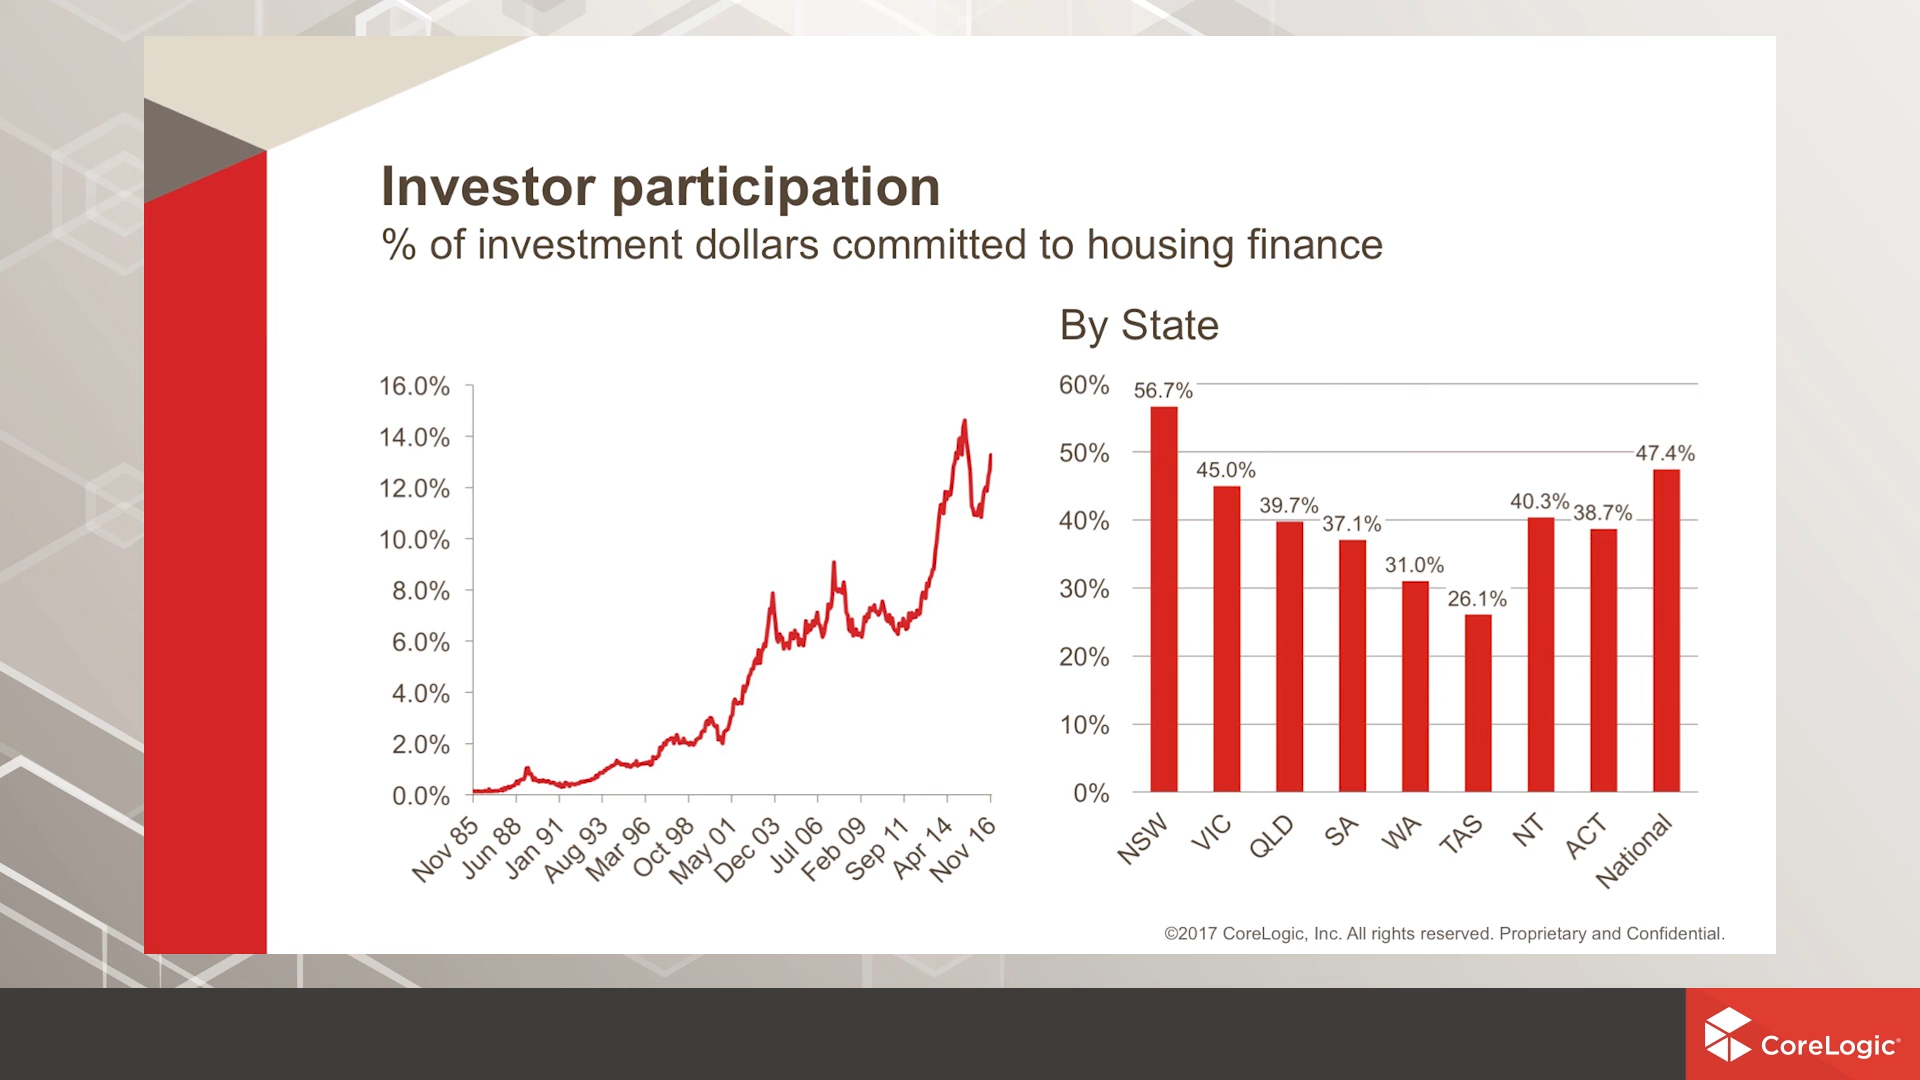 Investor participation
% of investment dollars committed to housing finance
16.0%
14.0%
12.0%
10.0%
8.0%
6.0%
4.0%
2.0%
0.0%
Nov 85
Jun 88
Jan 91
Aug 93
Mar 96
Oct 98
May 01
Dec 03
Jul 06
Feb 09
Sep 11
Apr 14
Nov 16
By State
60%
50%
40%
30%
20%
10%
0%
56.7%
45.0%
39.7%
37.1%
31.0%
26.1%
40.3%
38.7%
47.4%
NSW
VIC
QLD
SA
WA
TAS
NT
ACT
National
©2017 CoreLogic, Inc. All rights reserved. Proprietary and Confidential.
CoreLogic